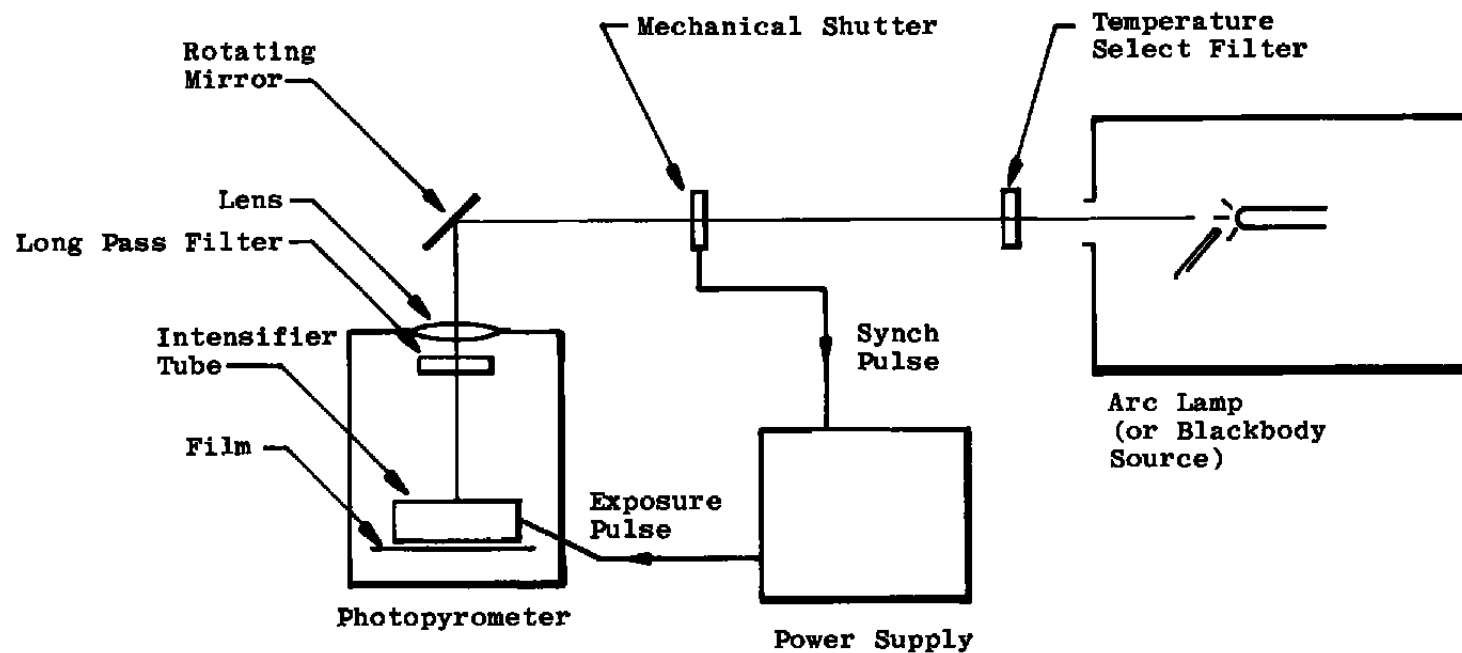 Mechanical Shutter
Temperature
Select Filter
Rotating
Mirror
Lens
Long Pass Filter
Intensifier
Tube
Film
Synch
Pulse
Exposure
Pulse
Arc Lamp
(or Blackbody
Source)
Photopyrometer
Power Supply